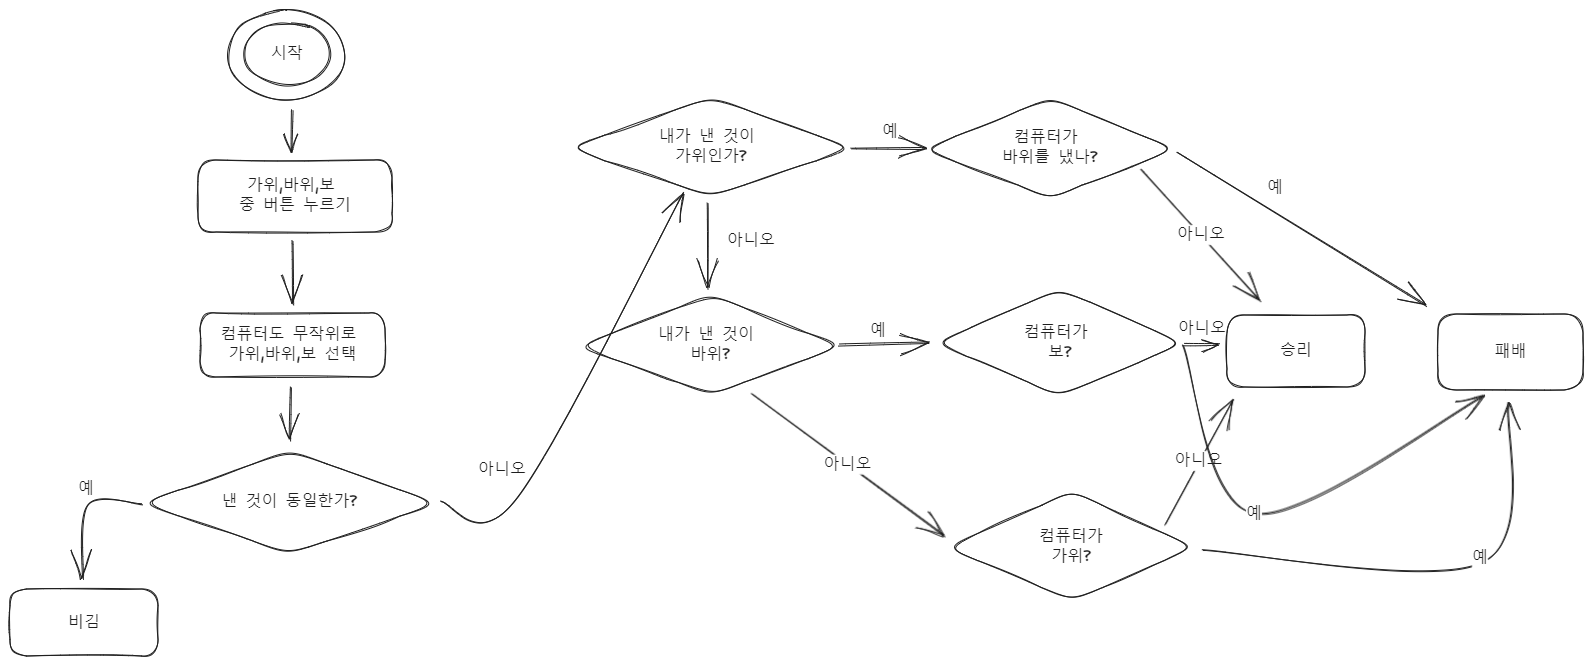 시작
가위,바위,보
중 버튼 누르기
컴퓨터도 무작위로
가위,바위,보 선택
낸 것이 동일한가?
예
비김
아니오
내가 낸 것이
가위인가?
예
컴퓨터가
바위를 냈나?
예
아니오
아니오
내가 낸 것이
바위?
예
컴퓨터가
보?
아니오
승리
패배
예
아니오
컴퓨터가
가위?
아니오
예